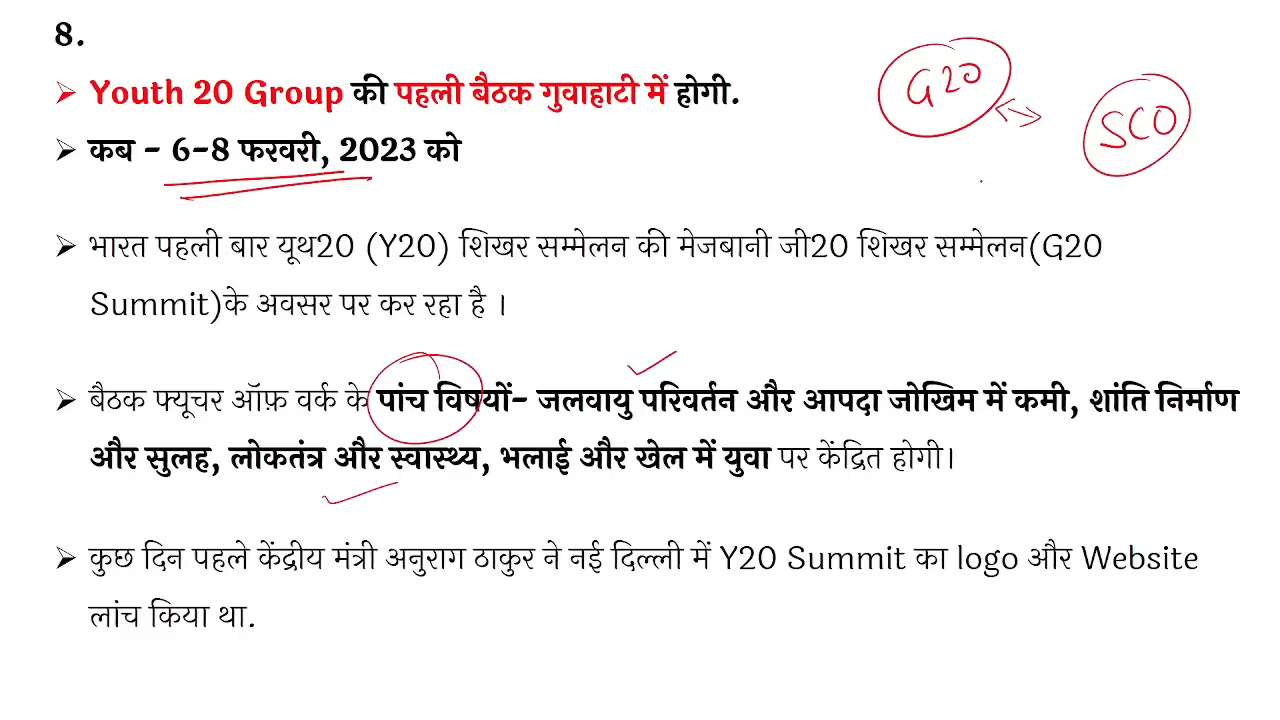 8.
➢ Youth 20 Group की पहली बैठक गुवाहाटी में होगी.
G20
SCO
➢ कब - 6-8 फरवरी, 2023 को
➢ भारत पहली बार यूथ20 (Y20) शिखर सम्मेलन की मेजबानी जी20 शिखर सम्मेलन(G20
Summit)के अवसर पर कर रहा है ।
➢ बैठक फ्यूचर ऑफ़ वर्क के पांच विषयों- जलवायु परिवर्तन और आपदा जोखिम में कमी, शांति निर्माण
और सुलह, लोकतंत्र और स्वास्थ्य, भलाई और खेल में युवा पर केंद्रित होगी।
➢ कुछ दिन पहले केंद्रीय मंत्री अनुराग ठाकुर ने नई दिल्ली में Y20 Summit का logo और Website
लांच किया था.